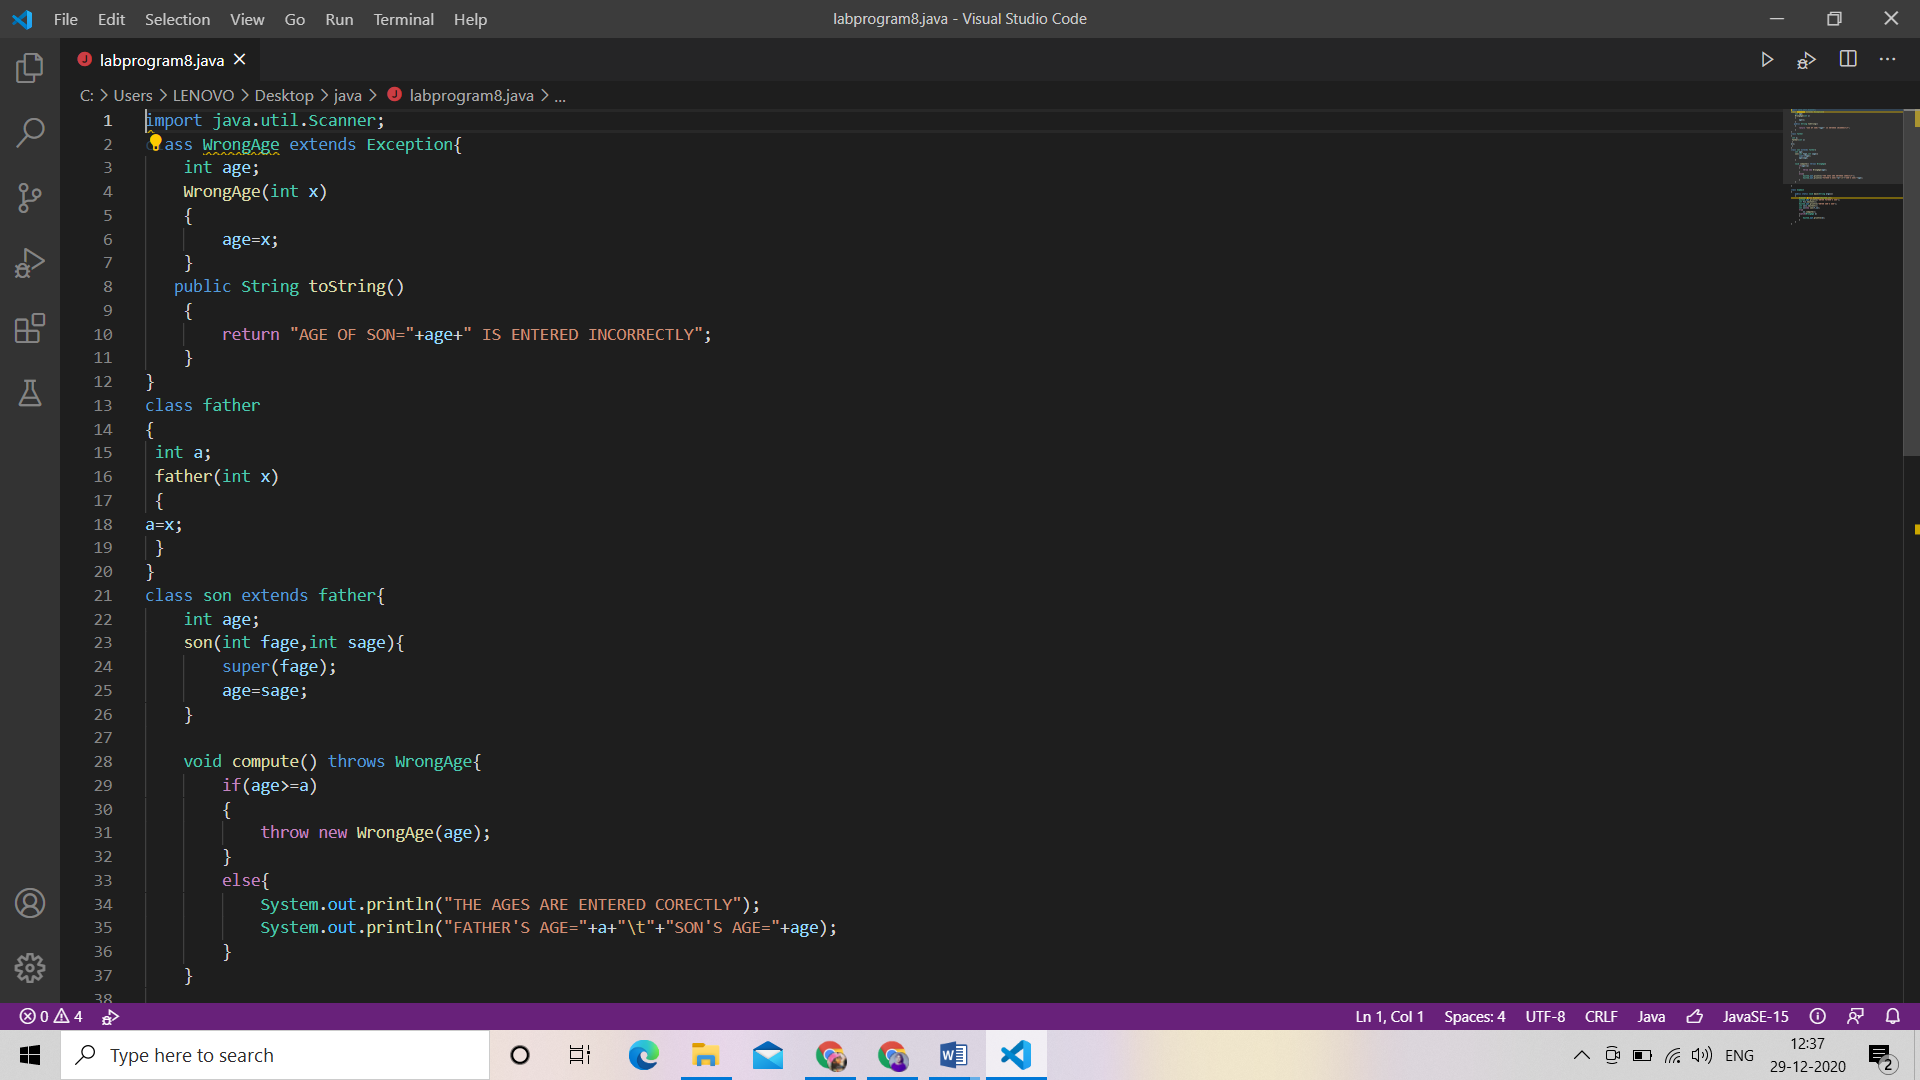 File Edit Selection View Go Run Terminal Help labprogram8.java - Visual Studio Code
labprogram8.java
C: > Users > LENOVO > Desktop > java > labprogram8.java > ...
1 import java.util.Scanner;
2 class WrongAge extends Exception{
3     int age;
4     WrongAge(int x)
5     {
6         age=x;
7     }
8    public String toString()
9     {
10         return "AGE OF SON="+age+" IS ENTERED INCORRECTLY";
11     }
12 }
13 class father
14 {
15  int a;
16  father(int x)
17  {
18 a=x;
19  }
20 }
21 class son extends father{
22     int age;
23     son(int fage,int sage){
24         super(fage);
25         age=sage;
26     }
27
28     void compute() throws WrongAge{
29         if(age>=a)
30         {
31             throw new WrongAge(age);
32         }
33         else{
34             System.out.println("THE AGES ARE ENTERED CORECTLY");
35             System.out.println("FATHER'S AGE="+a+"\t"+"SON'S AGE="+age);
36         }
37     }
38
0 4 Ln 1, Col 1 Spaces: 4 UTF-8 CRLF Java JavaSE-15
Type here to search ENG 12:37
29-12-2020 2